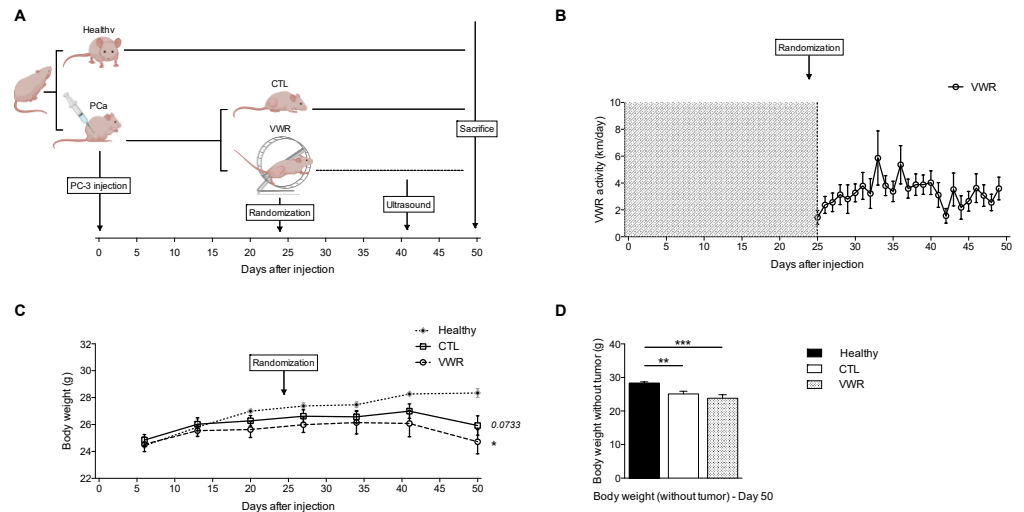 A
Healthy
PCa
CTL
VWR
PC-3 injection
Randomization
Ultrasound
Sacrifice
0 5 10 15 20 25 30 35 40 45 50
Days after injection
B
Randomization
VWR
VWR activity (km/day)
10
8
6
4
2
0
0 5 10 15 20 25 30 35 40 45 50
Days after injection
C
Healthy
CTL
VWR
Randomization
Body weight (g)
32
30
28
26
24
22
0.0733
*
0 5 10 15 20 25 30 35 40 45 50
Days after injection
D
Body weight without tumor (g)
40
30
20
10
0
***
**
Healthy
CTL
VWR
Body weight (without tumor) - Day 50